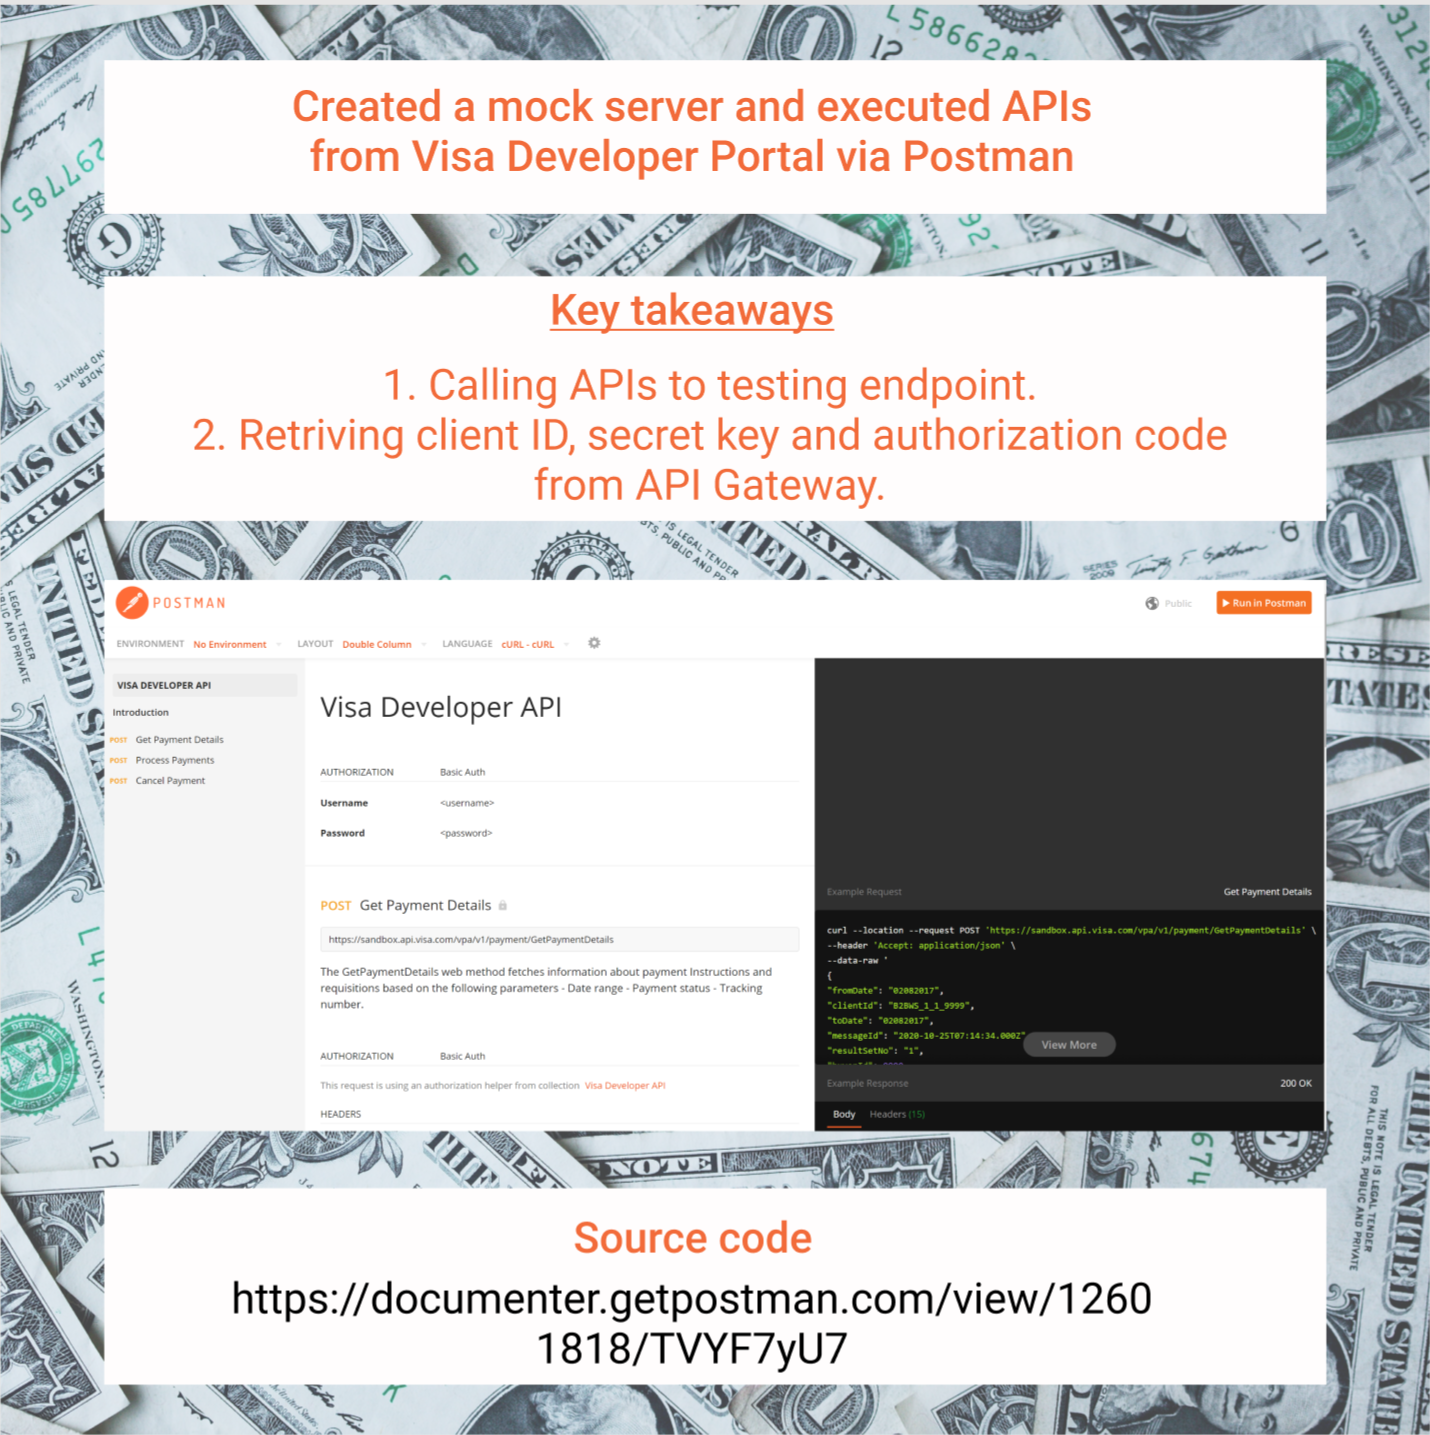 Created a mock server and executed APIs
from Visa Developer Portal via Postman
Key takeaways
1. Calling APIs to testing endpoint.
2. Retriving client ID, secret key and authorization code
from API Gateway.
POSTMAN
Public
Run in Postman
ENVIRONMENT No Environment LAYOUT Double Column LANGUAGE cURL - cURL
VISA DEVELOPER API
Introduction
POST Get Payment Details
POST Process Payments
POST Cancel Payment
Visa Developer API
AUTHORIZATION Basic Auth
Username <username>
Password <password>
POST Get Payment Details
https://sandbox.api.visa.com/vpa/v1/payment/GetPaymentDetails
The GetPaymentDetails web method fetches information about payment Instructions and
requisitions based on the following parameters - Date range - Payment status - Tracking
number.
AUTHORIZATION Basic Auth
This request is using an authorization helper from collection Visa Developer API
HEADERS
Example Request Get Payment Details
curl --location --request POST 'https://sandbox.api.visa.com/vpa/v1/payment/GetPaymentDetails' \
--header 'Accept: application/json' \
--data-raw '
{
"fromDate": "02082017",
"clientId": "B2BWS_1_1_9999",
"toDate": "02082017",
"messageId": "2020-10-25T07:14:34.000Z"
"resultSetNo": "1",
View More
Example Response 200 OK
Body Headers (15)
Source code
https://documenter.getpostman.com/view/1260
1818/TVYF7yU7